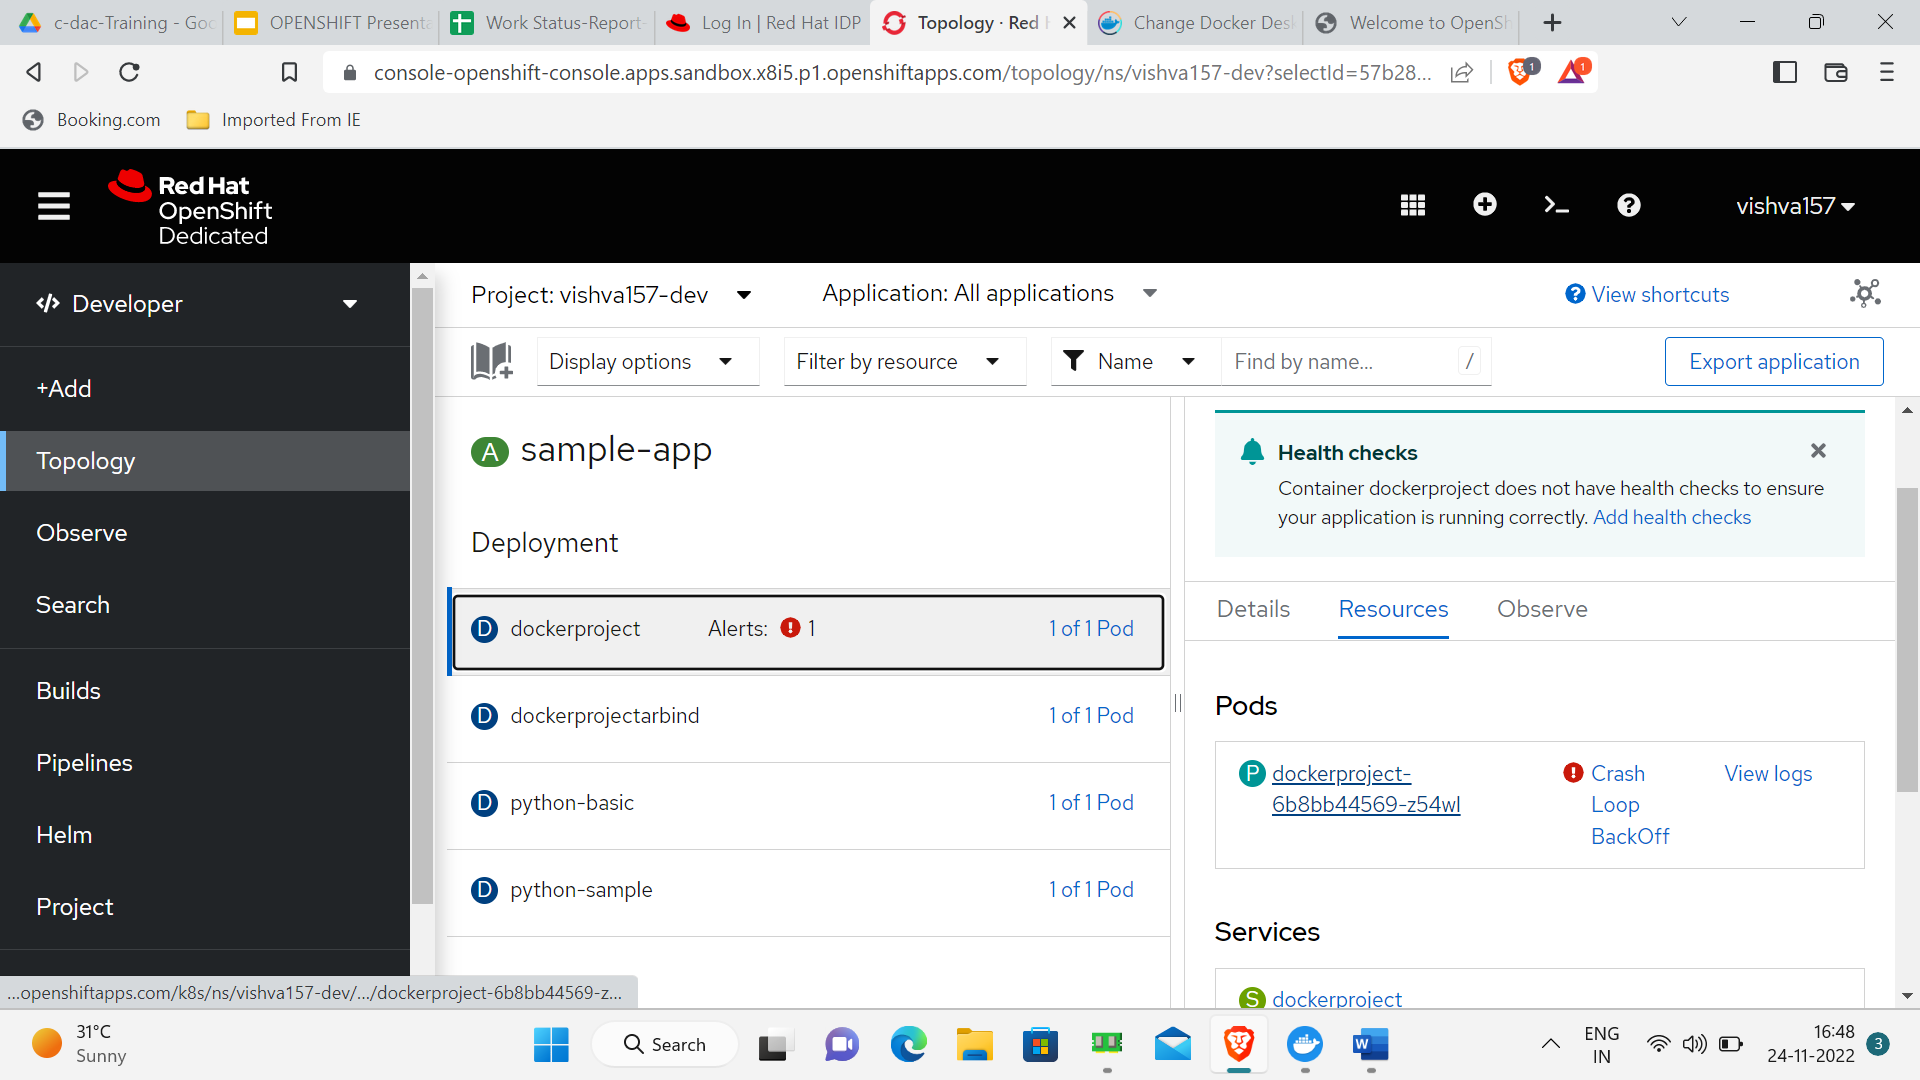 c-dac-Training - Goo
OPENSHIFT Presenta
Work Status-Report-
Log In | Red Hat IDP
Topology · Red H
Change Docker Desk
Welcome to OpenSh
console-openshift-console.apps.sandbox.x8i5.p1.openshiftapps.com/topology/ns/vishva157-dev?selectId=57b28...
1
1
Booking.com
Imported From IE
Red Hat
OpenShift
Dedicated
vishva157
Developer
+Add
Topology
Observe
Search
Builds
Pipelines
Helm
Project
Project: vishva157-dev
Application: All applications
View shortcuts
Display options
Filter by resource
Name
Find by name...
/
Export application
A sample-app
Deployment
D dockerproject Alerts: 1 1 of 1 Pod
D dockerprojectarbind 1 of 1 Pod
D python-basic 1 of 1 Pod
D python-sample 1 of 1 Pod
Health checks
Container dockerproject does not have health checks to ensure
your application is running correctly. Add health checks
Details Resources Observe
Pods
P dockerproject-
6b8bb44569-z54wl
Crash
Loop
BackOff
View logs
Services
S dockerproject
...openshiftapps.com/k8s/ns/vishva157-dev/.../dockerproject-6b8bb44569-z...
31°C
Sunny
Search
W
ENG
IN
16:48
24-11-2022
3